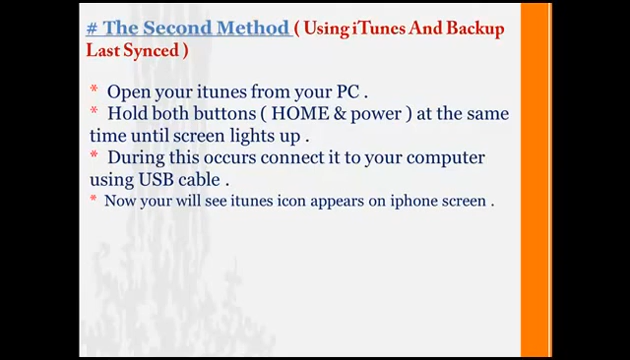 # The Second Method ( Using iTunes And Backup
Last Synced )
* Open your itunes from your PC .
* Hold both buttons ( HOME & power ) at the same
time until screen lights up .
* During this occurs connect it to your computer
using USB cable .
* Now your will see itunes icon appears on iphone screen .